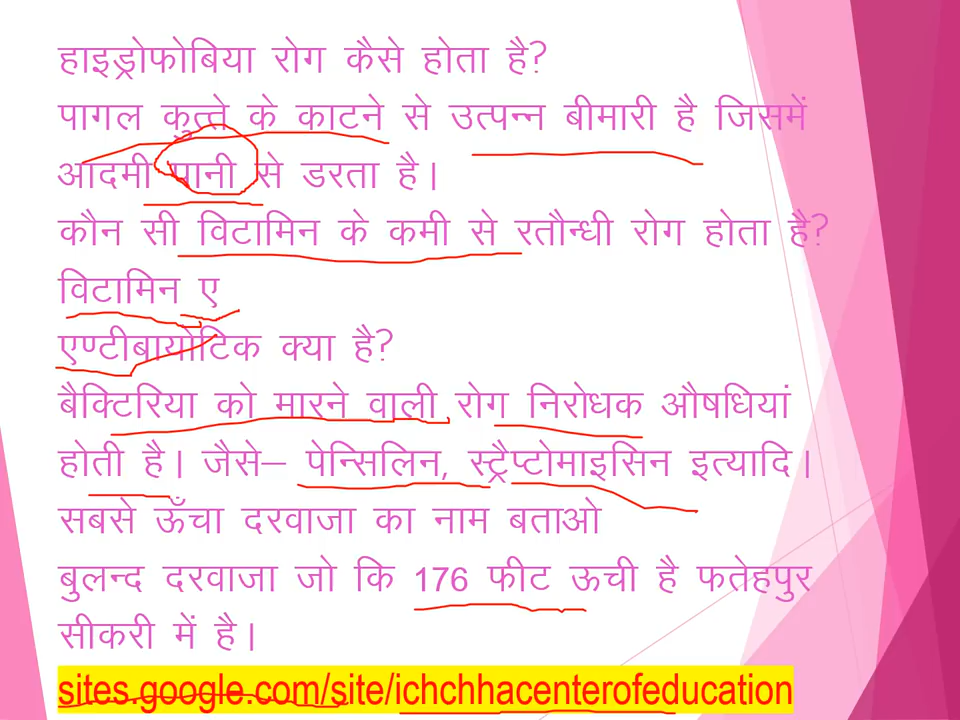 हाइड्रोफोबिया रोग कैसे होता है?
पागल कुत्ते के काटने से उत्पन्न बीमारी है जिसमें
आदमी पानी से डरता है।
कौन सी विटामिन के कमी से रतौन्धी रोग होता है?
विटामिन ए
एण्टीबायोटिक क्या है?
बैक्टिरिया को मारने वाली रोग निरोधक औषधियां
होती है। जैसे– पेन्सिलिन, स्ट्रैप्टोमाइसिन इत्यादि।
सबसे ऊँचा दरवाजा का नाम बताओ
बुलन्द दरवाजा जो कि 176 फीट ऊची है फतेहपुर
सीकरी में है।
sites.google.com/site/ichchhacenterofeducation